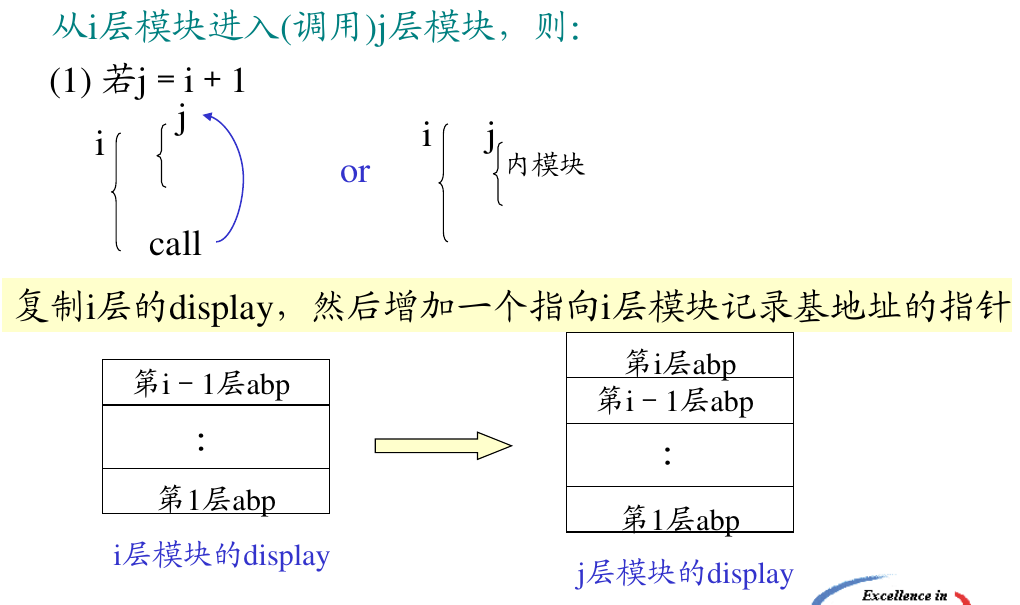 从i层模块进入(调用)j层模块，则:
(1) 若j = i + 1
i
j
call
or
i
j
内模块
复制i层的display，然后增加一个指向i层模块记录基地址的指针
第i－1层abp
:
第1层abp
i层模块的display
第i层abp
第i－1层abp
:
第1层abp
j层模块的display
Excellence in